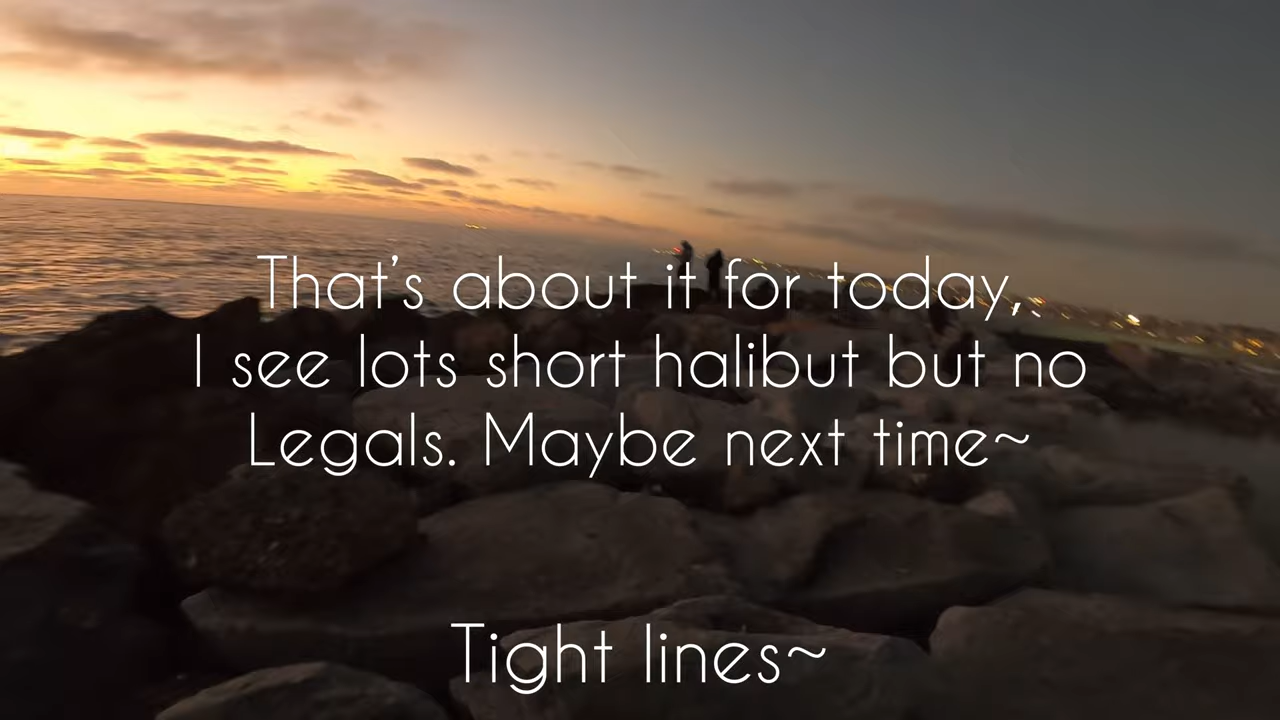 That's about it for today,
I see lots short halibut but no
Legals. Maybe next time~
Tight lines~